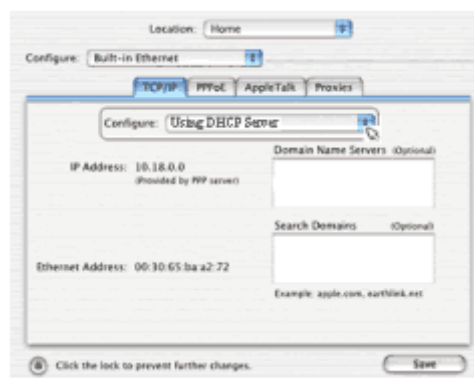 Location: Home
Configure: Built-in Ethernet
TCP/IP PPPoE AppleTalk Proxies
Configure: Using DHCP Server
Domain Name Servers (Optional)
IP Address: 10.18.0.0
(Provided by PPP server)
Search Domains (Optional)
Ethernet Address: 00:30:65:ba a2:72
Example: apple.com, earthlink.net
Click the lock to prevent further changes.
Save